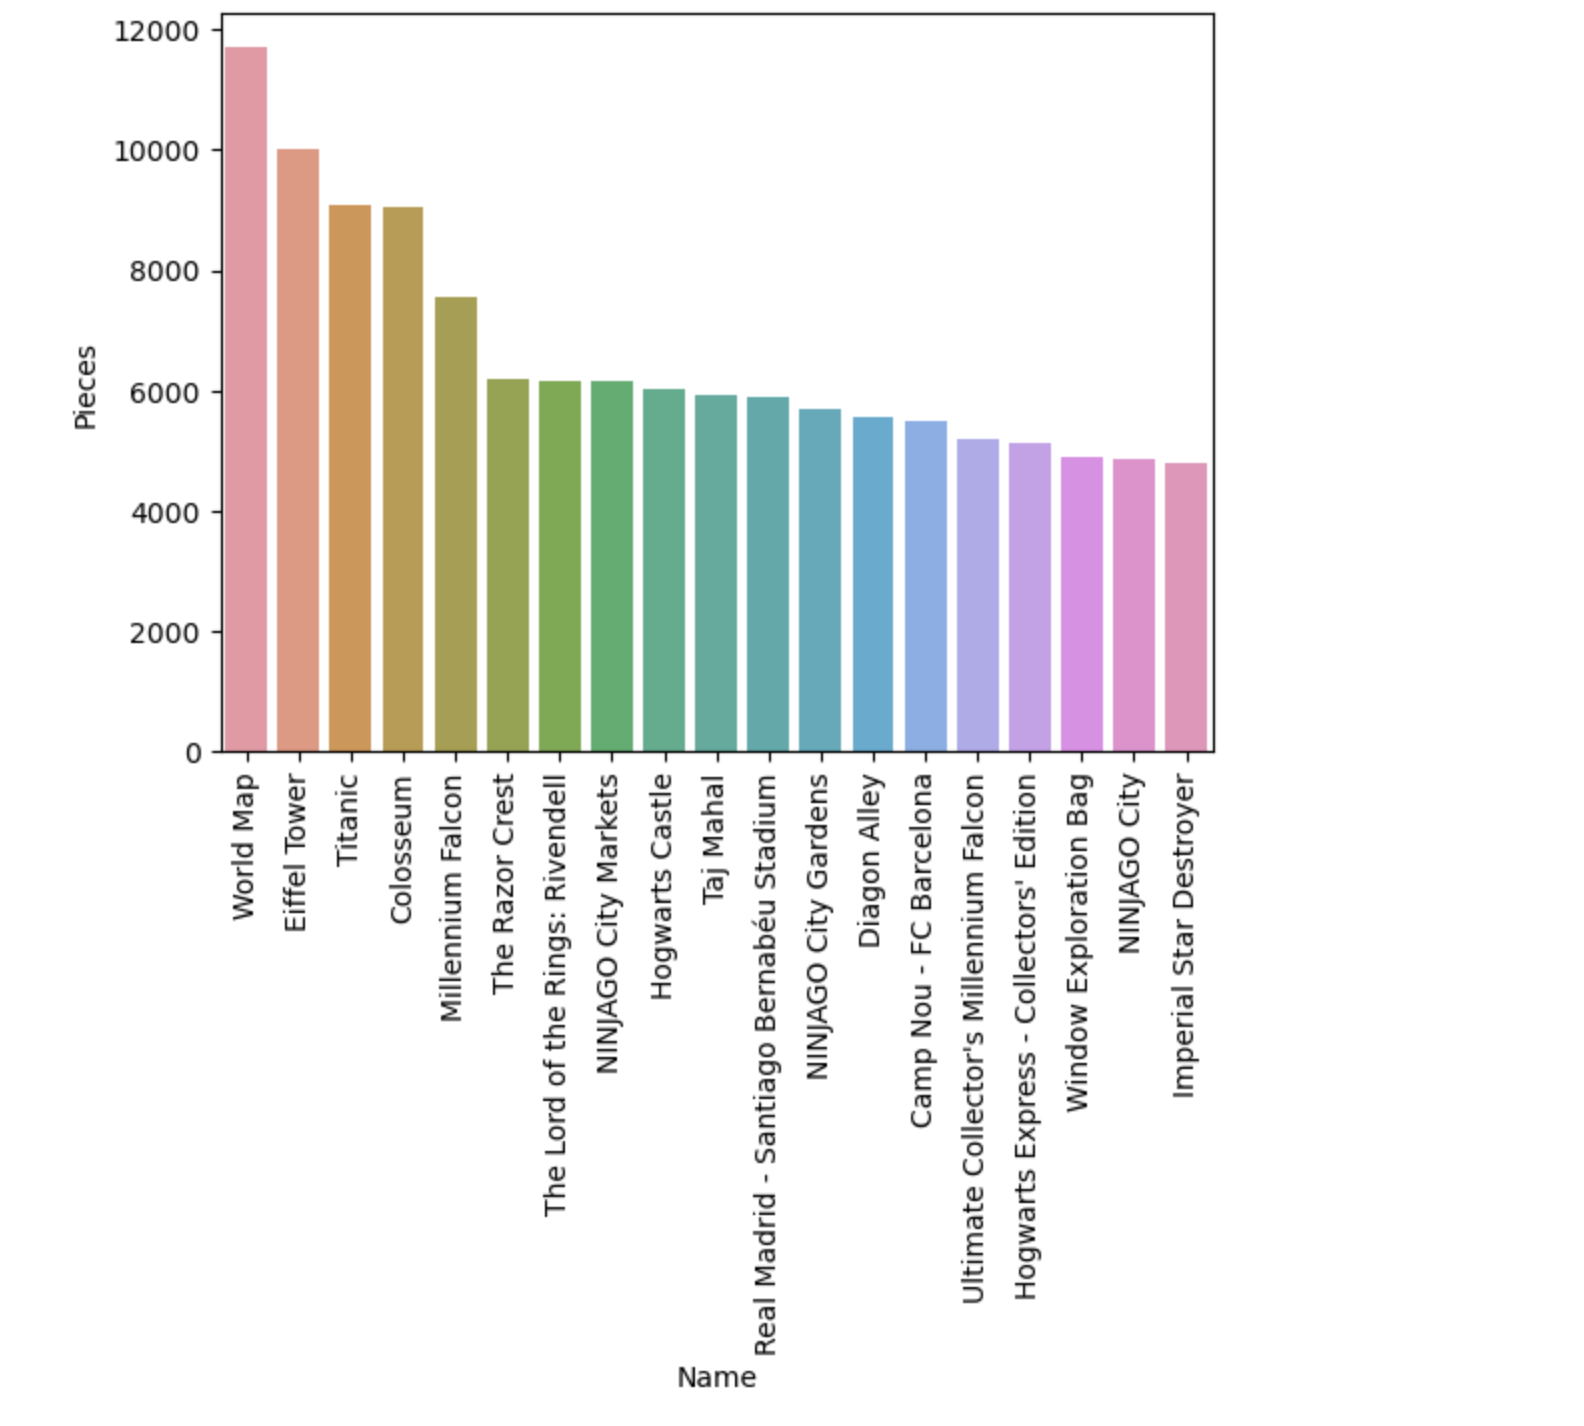 12000
10000
8000
6000
4000
2000
0
Pieces
World Map
Eiffel Tower
Titanic
Colosseum
Millennium Falcon
The Razor Crest
The Lord of the Rings: Rivendell
NINJAGO City Markets
Hogwarts Castle
Taj Mahal
Real Madrid - Santiago Bernabéu Stadium
NINJAGO City Gardens
Diagon Alley
Camp Nou - FC Barcelona
Ultimate Collector's Millennium Falcon
Hogwarts Express - Collectors' Edition
Window Exploration Bag
NINJAGO City
Imperial Star Destroyer
Name